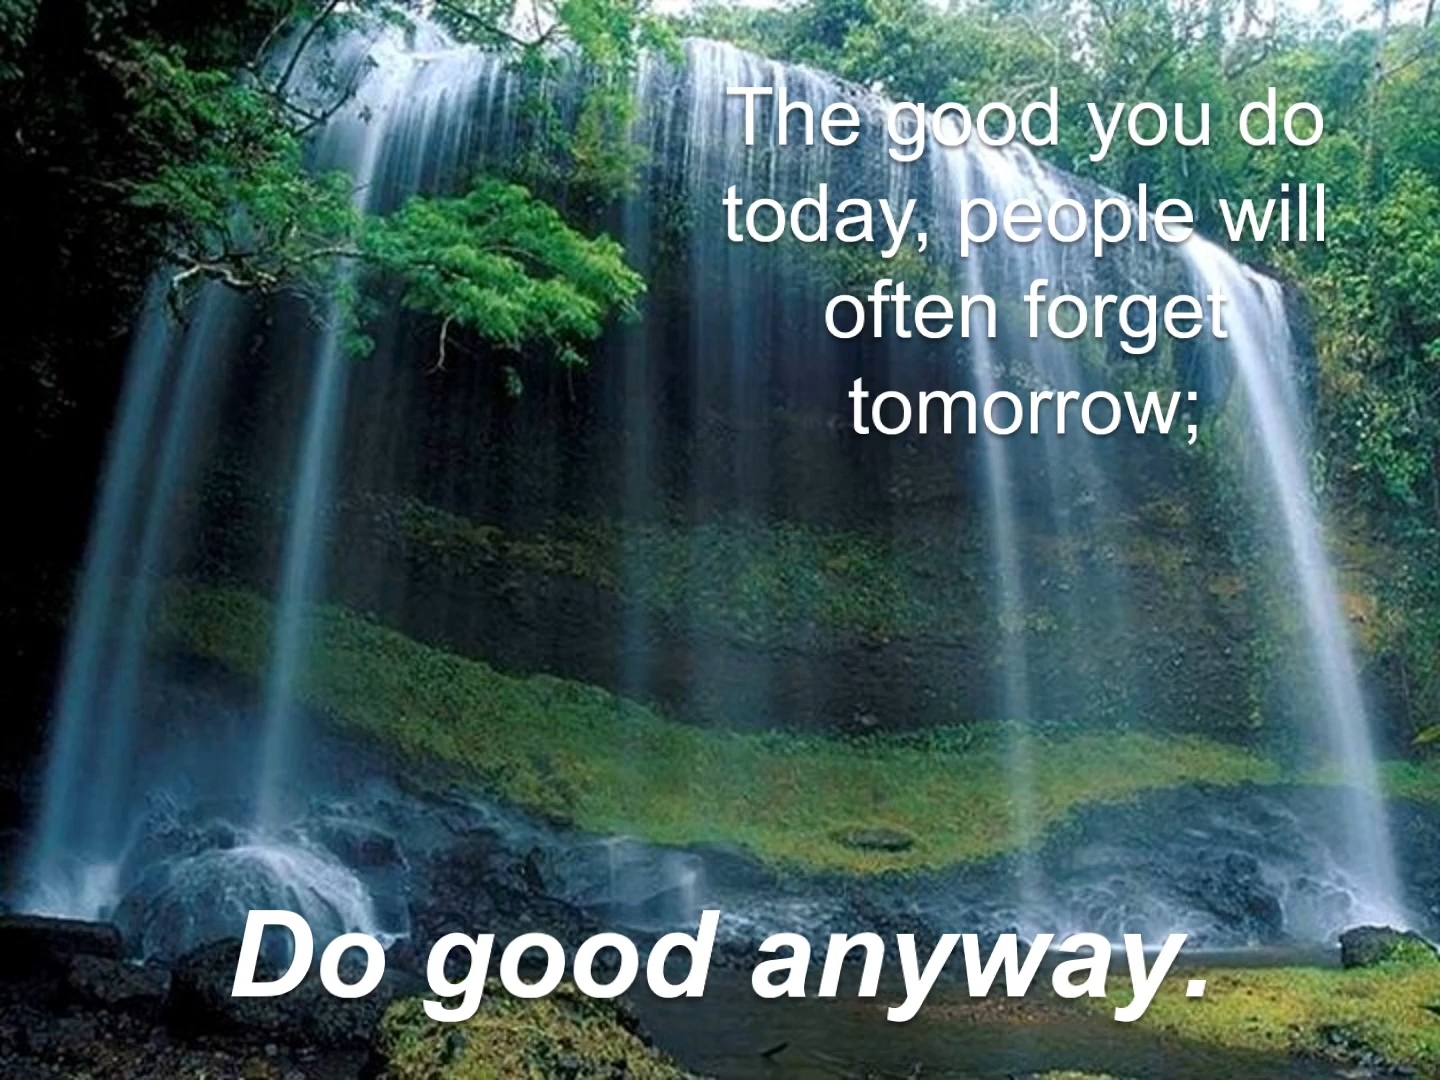 The good you do
today, people will
often forget
tomorrow;
Do good anyway.